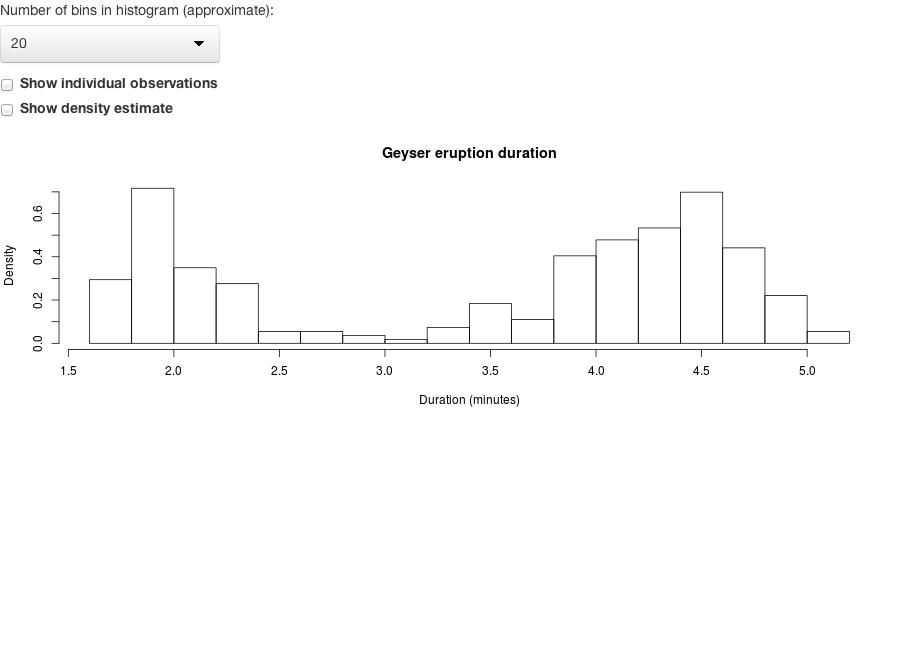 Number of bins in histogram (approximate):
20
Show individual observations
Show density estimate
Geyser eruption duration
Density
0.6
0.4
0.2
0.0
1.5 2.0 2.5 3.0 3.5 4.0 4.5 5.0
Duration (minutes)